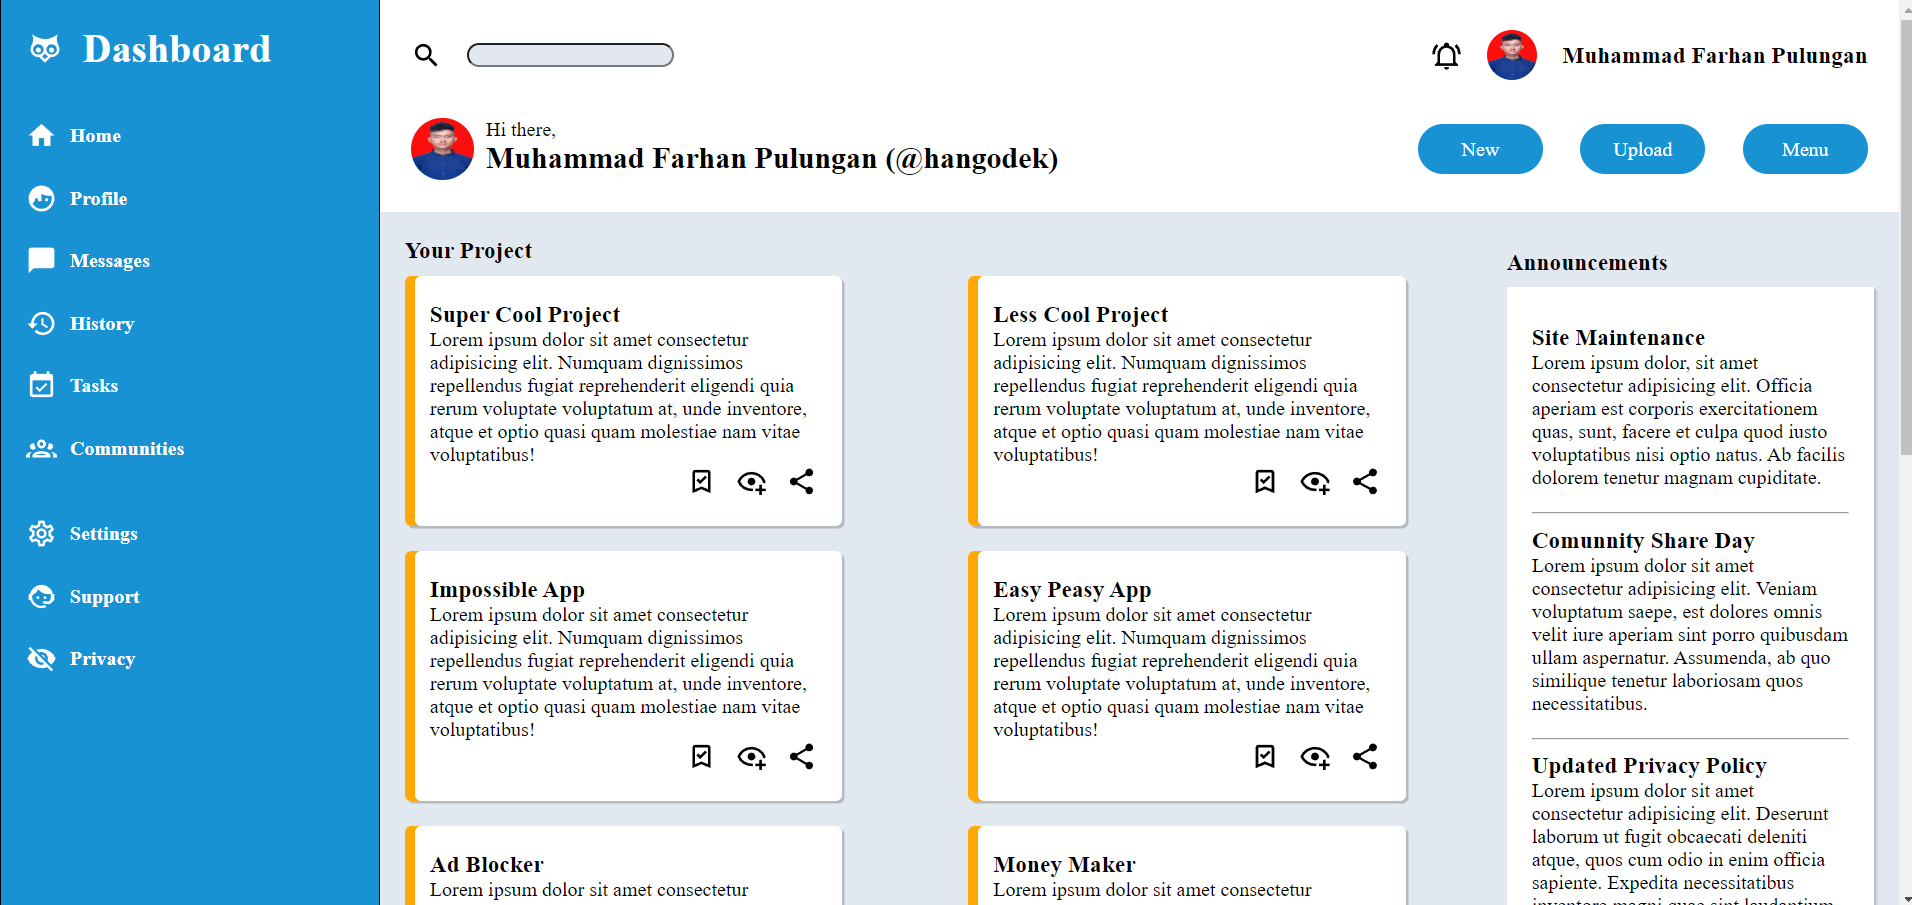 Dashboard
Home
Profile
Messages
History
Tasks
Communities
Settings
Support
Privacy
Muhammad Farhan Pulungan
Hi there,
Muhammad Farhan Pulungan (@hangodek)
New
Upload
Menu
Your Project
Super Cool Project
Lorem ipsum dolor sit amet consectetur
adipisicing elit. Numquam dignissimos
repellendus fugiat reprehenderit eligendi quia
rerum voluptate voluptatum at, unde inventore,
atque et optio quasi quam molestiae nam vitae
voluptatibus!
Less Cool Project
Lorem ipsum dolor sit amet consectetur
adipisicing elit. Numquam dignissimos
repellendus fugiat reprehenderit eligendi quia
rerum voluptate voluptatum at, unde inventore,
atque et optio quasi quam molestiae nam vitae
voluptatibus!
Impossible App
Lorem ipsum dolor sit amet consectetur
adipisicing elit. Numquam dignissimos
repellendus fugiat reprehenderit eligendi quia
rerum voluptate voluptatum at, unde inventore,
atque et optio quasi quam molestiae nam vitae
voluptatibus!
Easy Peasy App
Lorem ipsum dolor sit amet consectetur
adipisicing elit. Numquam dignissimos
repellendus fugiat reprehenderit eligendi quia
rerum voluptate voluptatum at, unde inventore,
atque et optio quasi quam molestiae nam vitae
voluptatibus!
Ad Blocker
Lorem ipsum dolor sit amet consectetur
Money Maker
Lorem ipsum dolor sit amet consectetur
Announcements
Site Maintenance
Lorem ipsum dolor, sit amet
consectetur adipisicing elit. Officia
aperiam est corporis exercitationem
quas, sunt, facere et culpa quod iusto
voluptatibus nisi optio natus. Ab facilis
dolorem tenetur magnam cupiditate.
Comunnity Share Day
Lorem ipsum dolor sit amet
consectetur adipisicing elit. Veniam
voluptatum saepe, est dolores omnis
velit iure aperiam sint porro quibusdam
ullam aspernatur. Assumenda, ab quo
similique tenetur laboriosam quos
necessitatibus.
Updated Privacy Policy
Lorem ipsum dolor sit amet
consectetur adipisicing elit. Deserunt
laborum ut fugit obcaecati deleniti
atque, quos cum odio in enim officia
sapiente. Expedita necessitatibus